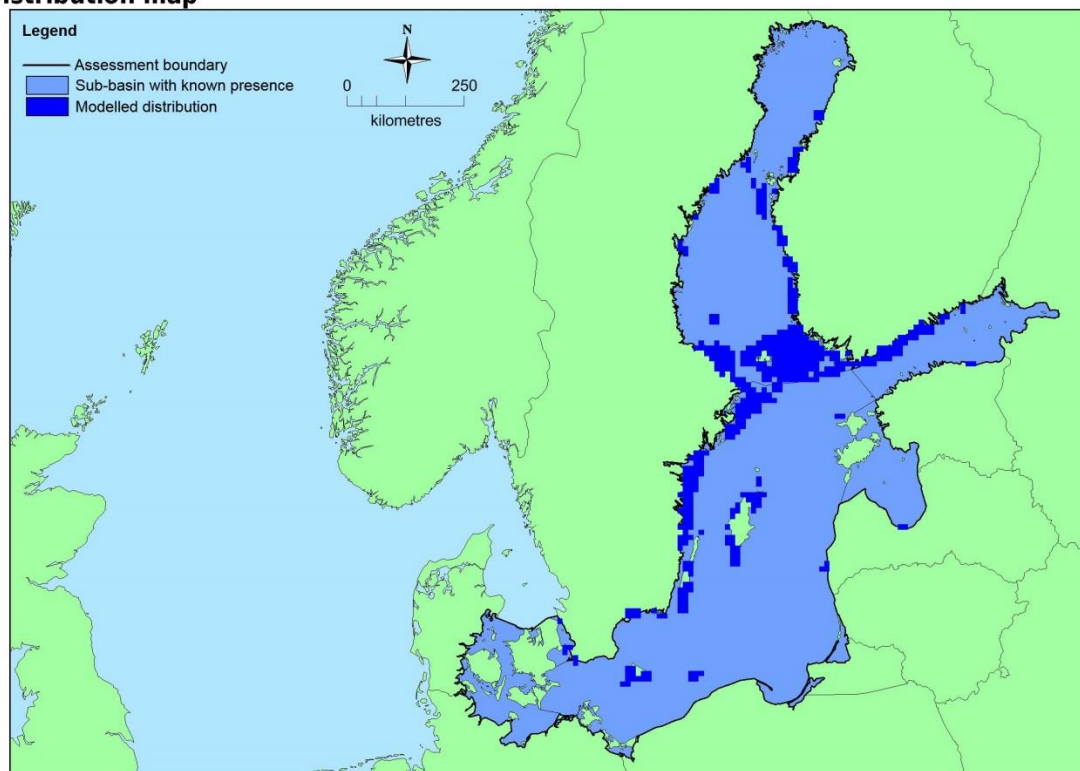 istribution map
Legend
Assessment boundary
Sub-basin with known presence
Modelled distribution
N
0 250
kilometres